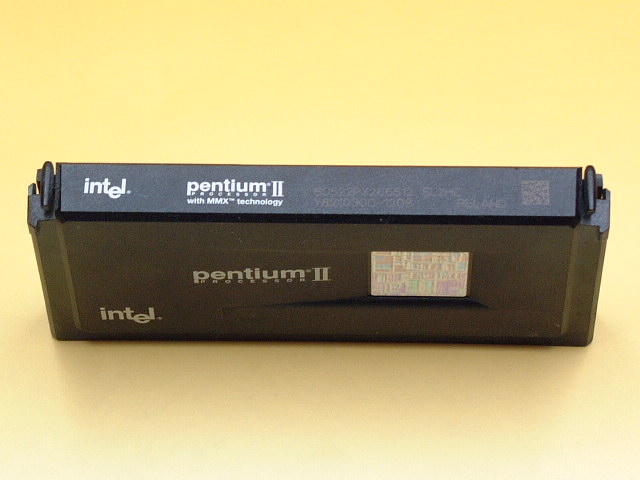 intel®
pentium® II
PROCESSOR
with MMX™ technology
pentium® II
PROCESSOR
intel®